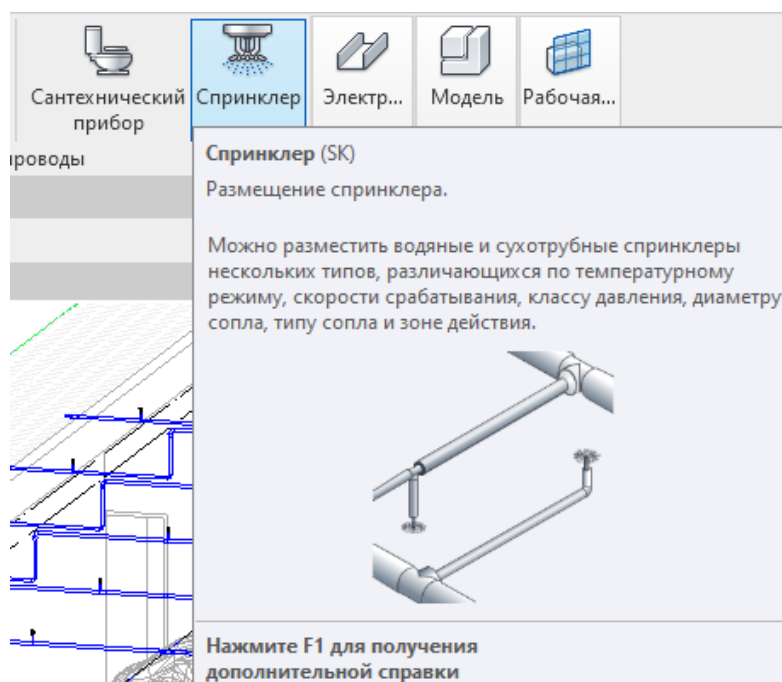 Сантехнический
прибор
Спринклер
Электр...
Модель
Рабочая...
проводы
Спринклер (SK)
Размещение спринклера.
Можно разместить водяные и сухотрубные спринклеры
нескольких типов, различающихся по температурному
режиму, скорости срабатывания, классу давления, диаметру
сопла, типу сопла и зоне действия.
Нажмите F1 для получения
дополнительной справки